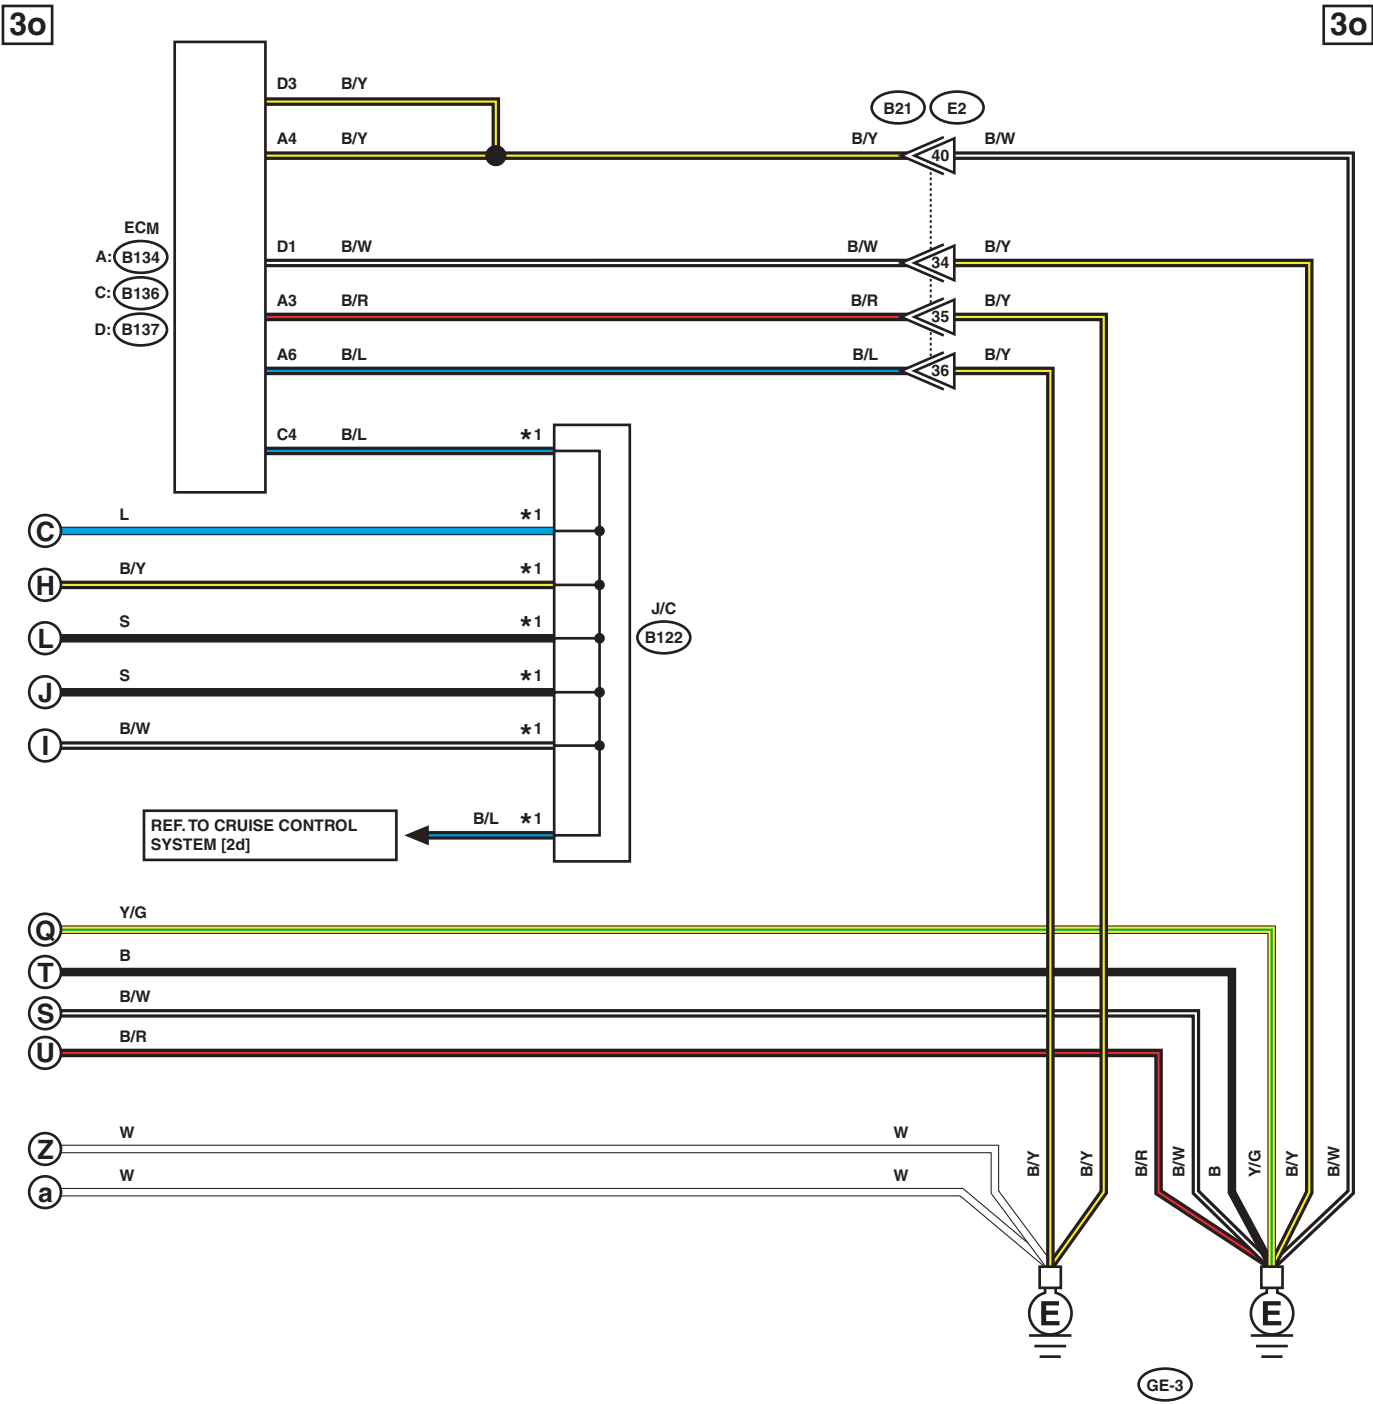 3o 3o
D3 B/Y
B21 E2
A4 B/Y B/Y 40 B/W
ECM
A: B134
C: B136
D: B137
D1 B/W B/W 34 B/Y
A3 B/R B/R 35 B/Y
A6 B/L B/L 36 B/Y
C4 B/L *1
C L *1
H B/Y *1
J/C
B122
L S *1
J S *1
I B/W *1
B/L *1
REF. TO CRUISE CONTROL
SYSTEM [2d]
Q Y/G
T B
S B/W
U B/R
Z W W
a W W
B/Y B/Y B/R B/W B Y/G B/Y B/W
E E
GE-3